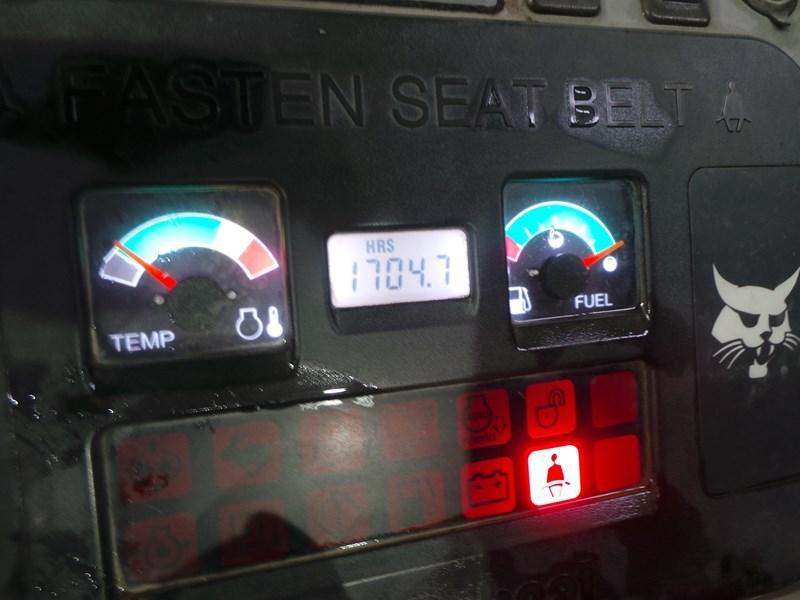 FASTEN SEAT BELT
HRS
1704.7
TEMP
FUEL